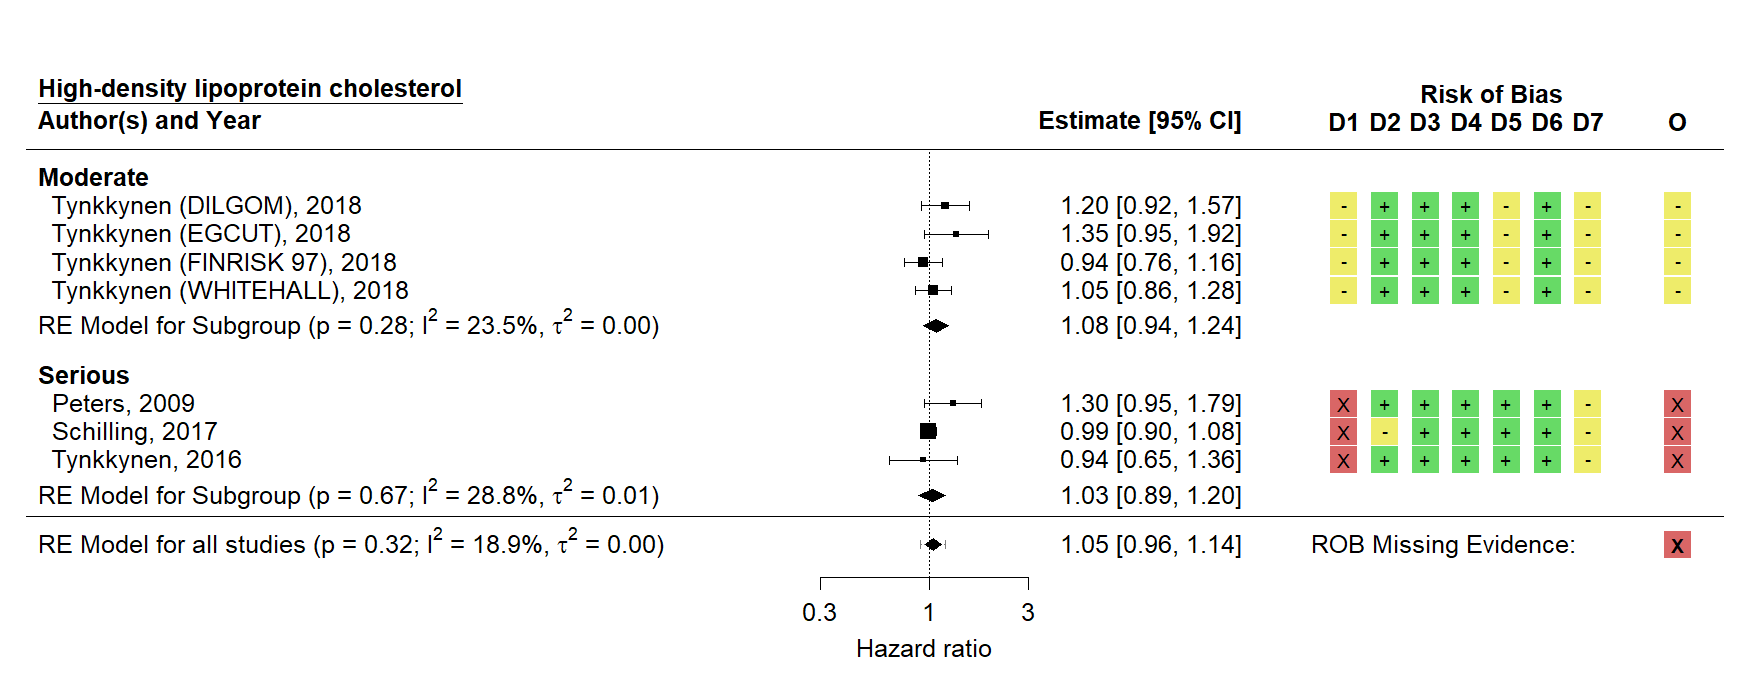 High-density lipoprotein cholesterol
Risk of Bias
Author(s) and Year Estimate [95% CI] D1 D2 D3 D4 D5 D6 D7 O
Moderate
Tynkkynen (DILGOM), 2018 1.20 [0.92, 1.57] - + + + - + - -
Tynkkynen (EGCUT), 2018 1.35 [0.95, 1.92] - + + + - + - -
Tynkkynen (FINRISK 97), 2018 0.94 [0.76, 1.16] - + + + - + - -
Tynkkynen (WHITEHALL), 2018 1.05 [0.86, 1.28] - + + + - + - -
RE Model for Subgroup (p = 0.28; I² = 23.5%, τ² = 0.00) 1.08 [0.94, 1.24]
Serious
Peters, 2009 1.30 [0.95, 1.79] X + + + + + - X
Schilling, 2017 0.99 [0.90, 1.08] X - + + + + - X
Tynkkynen, 2016 0.94 [0.65, 1.36] X + + + + + - X
RE Model for Subgroup (p = 0.67; I² = 28.8%, τ² = 0.01) 1.03 [0.89, 1.20]
RE Model for all studies (p = 0.32; I² = 18.9%, τ² = 0.00) 1.05 [0.96, 1.14] ROB Missing Evidence: X
0.3 1 3
Hazard ratio